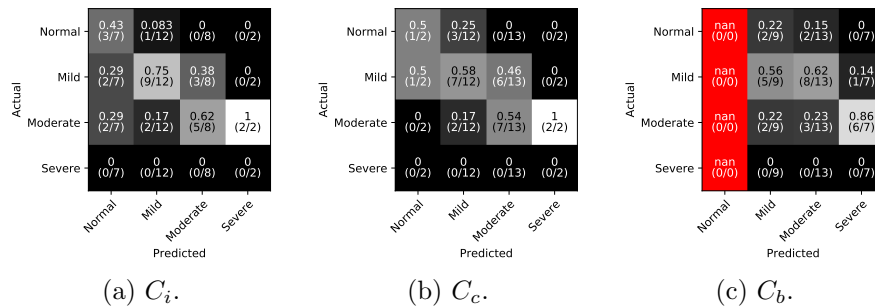 Normal 0.43 0.083 0 0
(3/7) (1/12) (0/8) (0/2)
Mild 0.29 0.75 0.38 0
(2/7) (9/12) (3/8) (0/2)
Moderate 0.29 0.17 0.62 1
(2/7) (2/12) (5/8) (2/2)
Severe 0 0 0 0
(0/7) (0/12) (0/8) (0/2)
Actual
Normal Mild Moderate Severe
Predicted
(a) C_i.
Normal 0.5 0.25 0 0
(1/2) (3/12) (0/13) (0/2)
Mild 0.5 0.58 0.46 0
(1/2) (7/12) (6/13) (0/2)
Moderate 0 0.17 0.54 1
(0/2) (2/12) (7/13) (2/2)
Severe 0 0 0 0
(0/2) (0/12) (0/13) (0/2)
Actual
Normal Mild Moderate Severe
Predicted
(b) C_c.
Normal nan 0.22 0.15 0
(0/0) (2/9) (2/13) (0/7)
Mild nan 0.56 0.62 0.14
(0/0) (5/9) (8/13) (1/7)
Moderate nan 0.22 0.23 0.86
(0/0) (2/9) (3/13) (6/7)
Severe nan 0 0 0
(0/0) (0/9) (0/13) (0/7)
Actual
Normal Mild Moderate Severe
Predicted
(c) C_b.